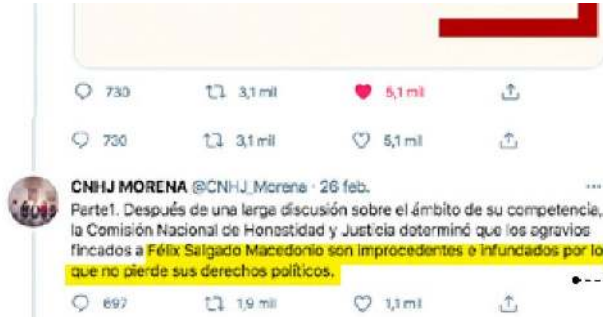 730 3,1 mil 5,1 mil
730 3,1 mil 5,1 mil
CNHJ MORENA @CNHJ_Morena · 26 feb.
Parte1. Después de una larga discusión sobre el ámbito de su competencia,
la Comisión Nacional de Honestidad y Justicia determinó que los agravios
fincados a Félix Salgado Macedonio son improcedentes e infundados por lo
que no pierde sus derechos políticos.
697 1,9 mil 1,1 mil